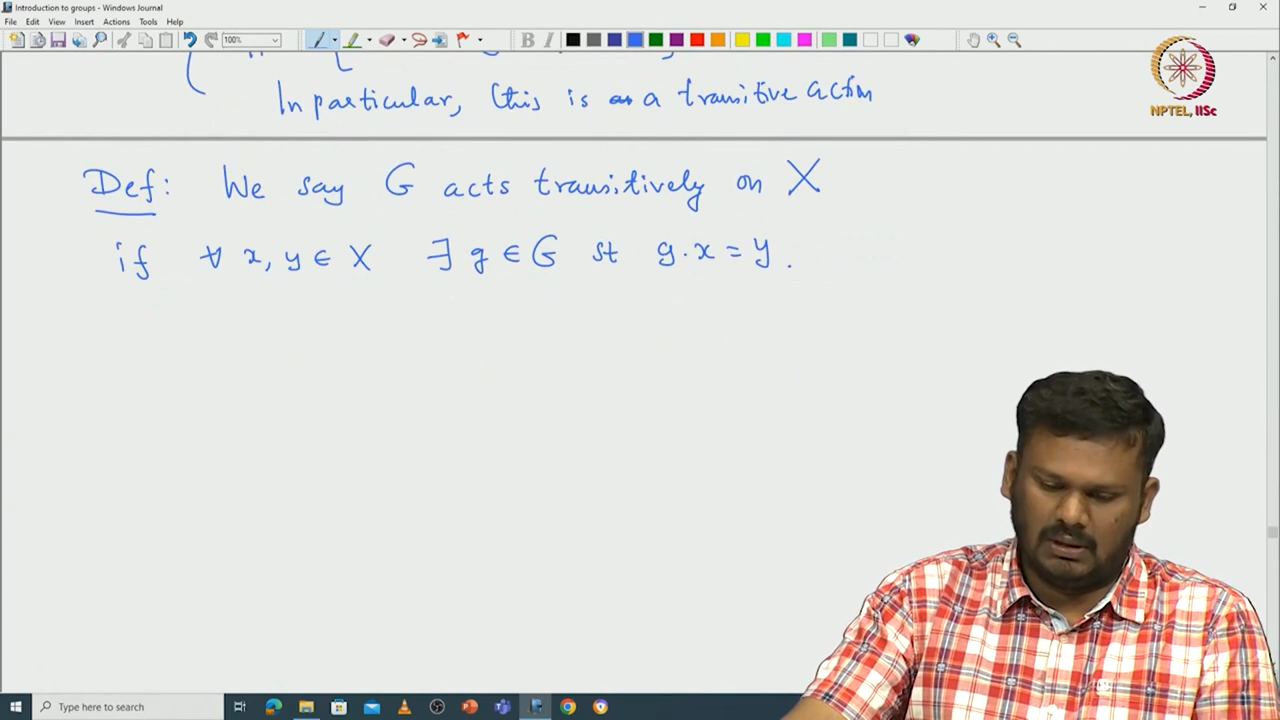 Introduction to groups - Windows Journal
File Edit View Insert Actions Tools Help
100%
B I
In particular, this is a transitive action
NPTEL, IISc
Def: We say G acts transitively on X
if ∀ x, y ∈ X ∃ g ∈ G st g·x = y.
Type here to search